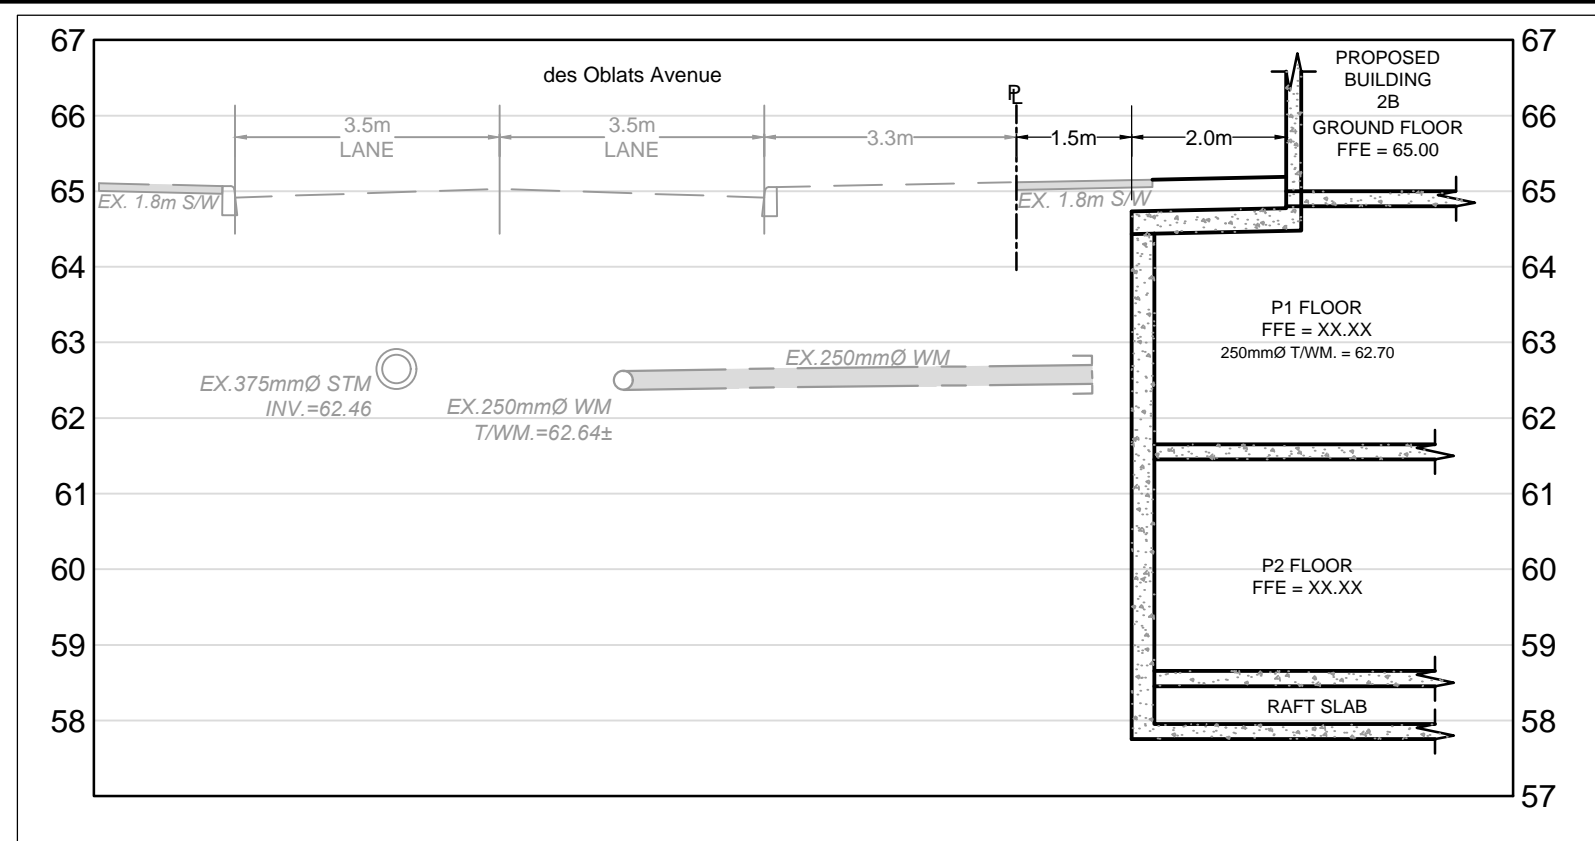 67
67
des Oblats Avenue
PROPOSED
BUILDING
2B
GROUND FLOOR
FFE = 65.00
PL
66
66
3.5m
LANE
3.5m
LANE
3.3m
1.5m
2.0m
65
65
EX. 1.8m S/W
EX. 1.8m S/W
64
64
P1 FLOOR
FFE = XX.XX
250mmØ T/WM. = 62.70
63
63
EX.250mmØ WM
EX.375mmØ STM
INV.=62.46
EX.250mmØ WM
T/WM.=62.64±
62
62
61
61
60
60
P2 FLOOR
FFE = XX.XX
59
59
RAFT SLAB
58
58
57
57